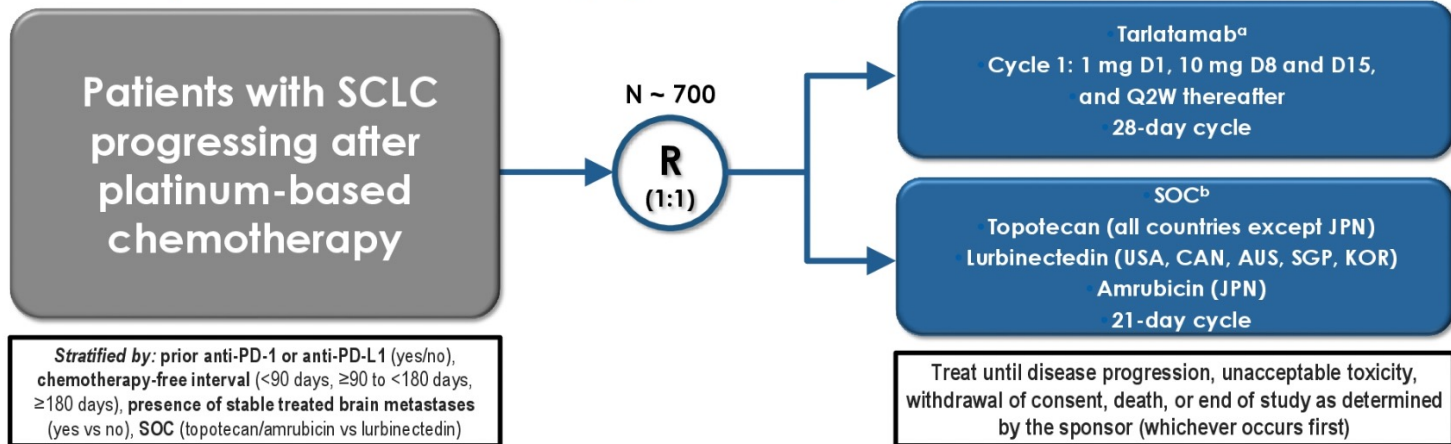 Patients with SCLC
progressing after
platinum-based
chemotherapy
Stratified by: prior anti-PD-1 or anti-PD-L1 (yes/no),
chemotherapy-free interval (<90 days, ≥90 to <180 days,
≥180 days), presence of stable treated brain metastases
(yes vs no), SOC (topotecan/amrubicin vs lurbinectedin)
N ~ 700
R
(1:1)
•Tarlatamabᵃ
•Cycle 1: 1 mg D1, 10 mg D8 and D15,
•and Q2W thereafter
•28-day cycle
•SOCᵇ
•Topotecan (all countries except JPN)
•Lurbinectedin (USA, CAN, AUS, SGP, KOR)
•Amrubicin (JPN)
•21-day cycle
Treat until disease progression, unacceptable toxicity,
withdrawal of consent, death, or end of study as determined
by the sponsor (whichever occurs first)